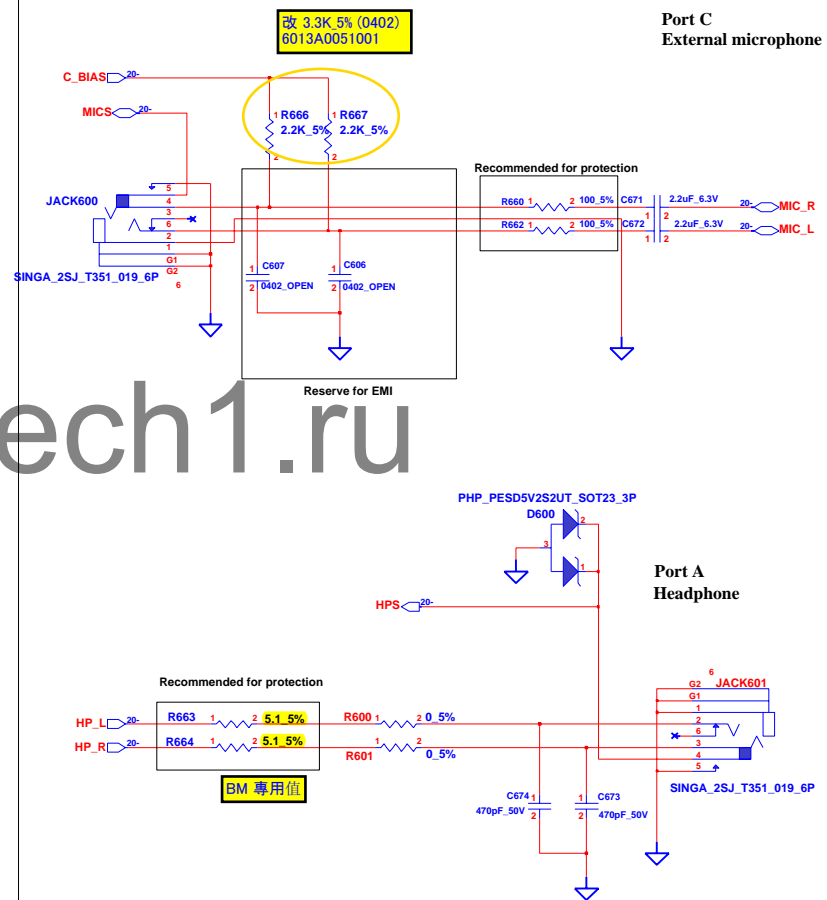 改 3.3K_5% (0402)
6013A0051001
Port C
External microphone
C_BIAS 20-
MICS 20-
1 R666 1 R667
2.2K_5% 2.2K_5%
2 2
Recommended for protection
JACK600
5
4
3
6
2
1
G1
G2
6
SINGA_2SJ_T351_019_6P
R660 1 2 100_5% C671 2.2uF_6.3V 20- MIC_R
1 2
R662 1 2 100_5% C672 2.2uF_6.3V 20- MIC_L
1 2
1 C607 1 C606
2 0402_OPEN 2 0402_OPEN
Reserve for EMI
ech1.ru
PHP_PESD5V2S2UT_SOT23_3P
D600
2
3
1
Port A
Headphone
HPS 20-
6
G2 JACK601
G1
1
2
6
3
4
5
SINGA_2SJ_T351_019_6P
Recommended for protection
HP_L 20- R663 1 2 5.1_5% R600 1 2 0_5%
HP_R 20- R664 1 2 5.1_5% R601 1 2 0_5%
BM 專用值
C674 1 1 C673
470pF_50V 2 2 470pF_50V